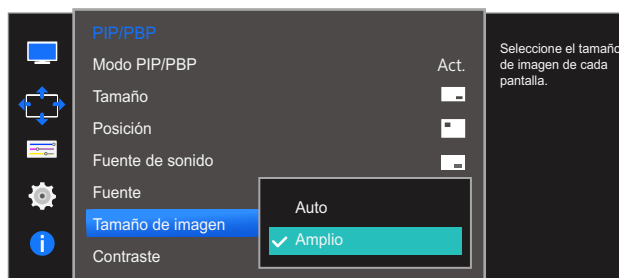 PIP/PBP
Modo PIP/PBP Act.
Tamaño
Posición
Fuente de sonido
Fuente
Tamaño de imagen
Contraste
Auto
Amplio
Seleccione el tamaño
de imagen de cada
pantalla.